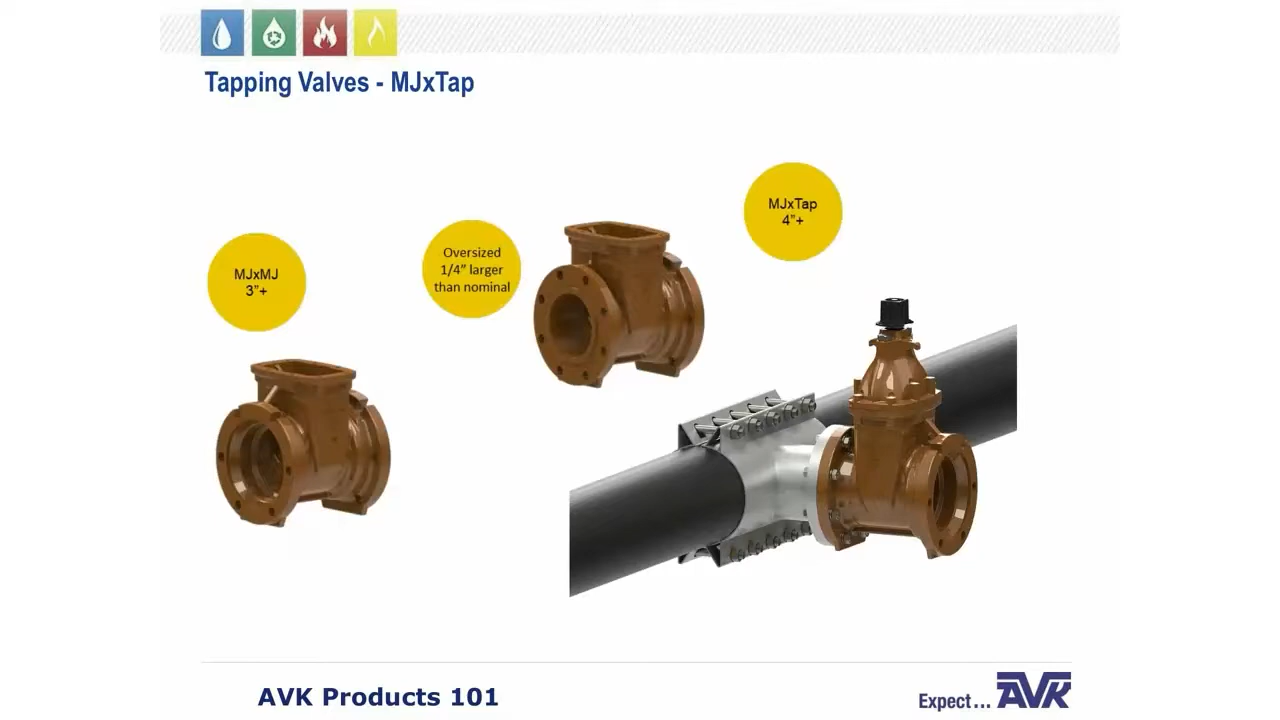 Tapping Valves - MJxTap
MJxTap
4”+
Oversized
1/4” larger
than nominal
MJxMJ
3”+
AVK Products 101
Expect...
AVK